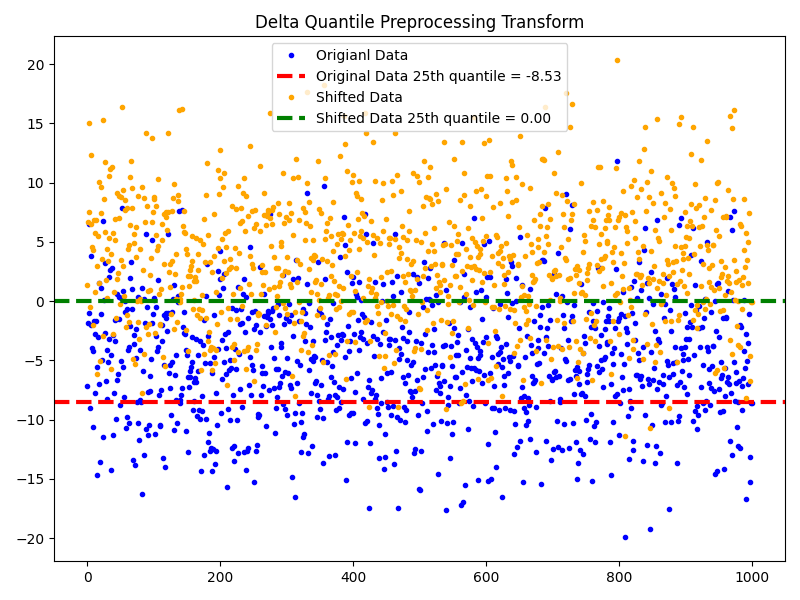 Delta Quantile Preprocessing Transform
Origianl Data
Original Data 25th quantile = -8.53
Shifted Data
Shifted Data 25th quantile = 0.00
20
15
10
5
0
−5
−10
−15
−20
0 200 400 600 800 1000